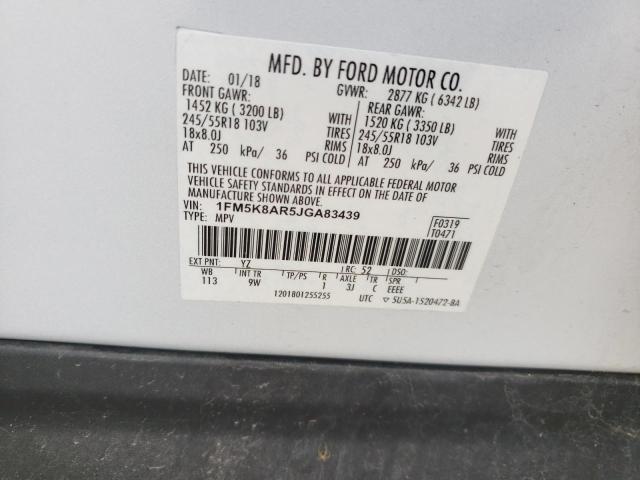 MFD. BY FORD MOTOR CO.
DATE: 01/18 GVWR: 2877 KG ( 6342 LB)
FRONT GAWR: REAR GAWR:
1452 KG ( 3200 LB) WITH 1520 KG ( 3350 LB) WITH
245/55R18 103V TIRES 245/55R18 103V TIRES
18x8.0J RIMS 18x8.0J RIMS
AT 250 kPa/ 36 PSI COLD AT 250 kPa/ 36 PSI COLD
THIS VEHICLE CONFORMS TO ALL APPLICABLE FEDERAL MOTOR
VEHICLE SAFETY STANDARDS IN EFFECT ON THE DATE OF
MANUFACTURE SHOWN ABOVE.
VIN: 1FM5K8AR5JGA83439 F0319
TYPE: MPV T0471
EXT PNT: YZ RC: 52 DSO:
WB INT TR TP/PS R AXLE TR SPR
113 9W 1 3J C EEEE
1201801255255 UTC ▽ 5U5A-1520472-BA